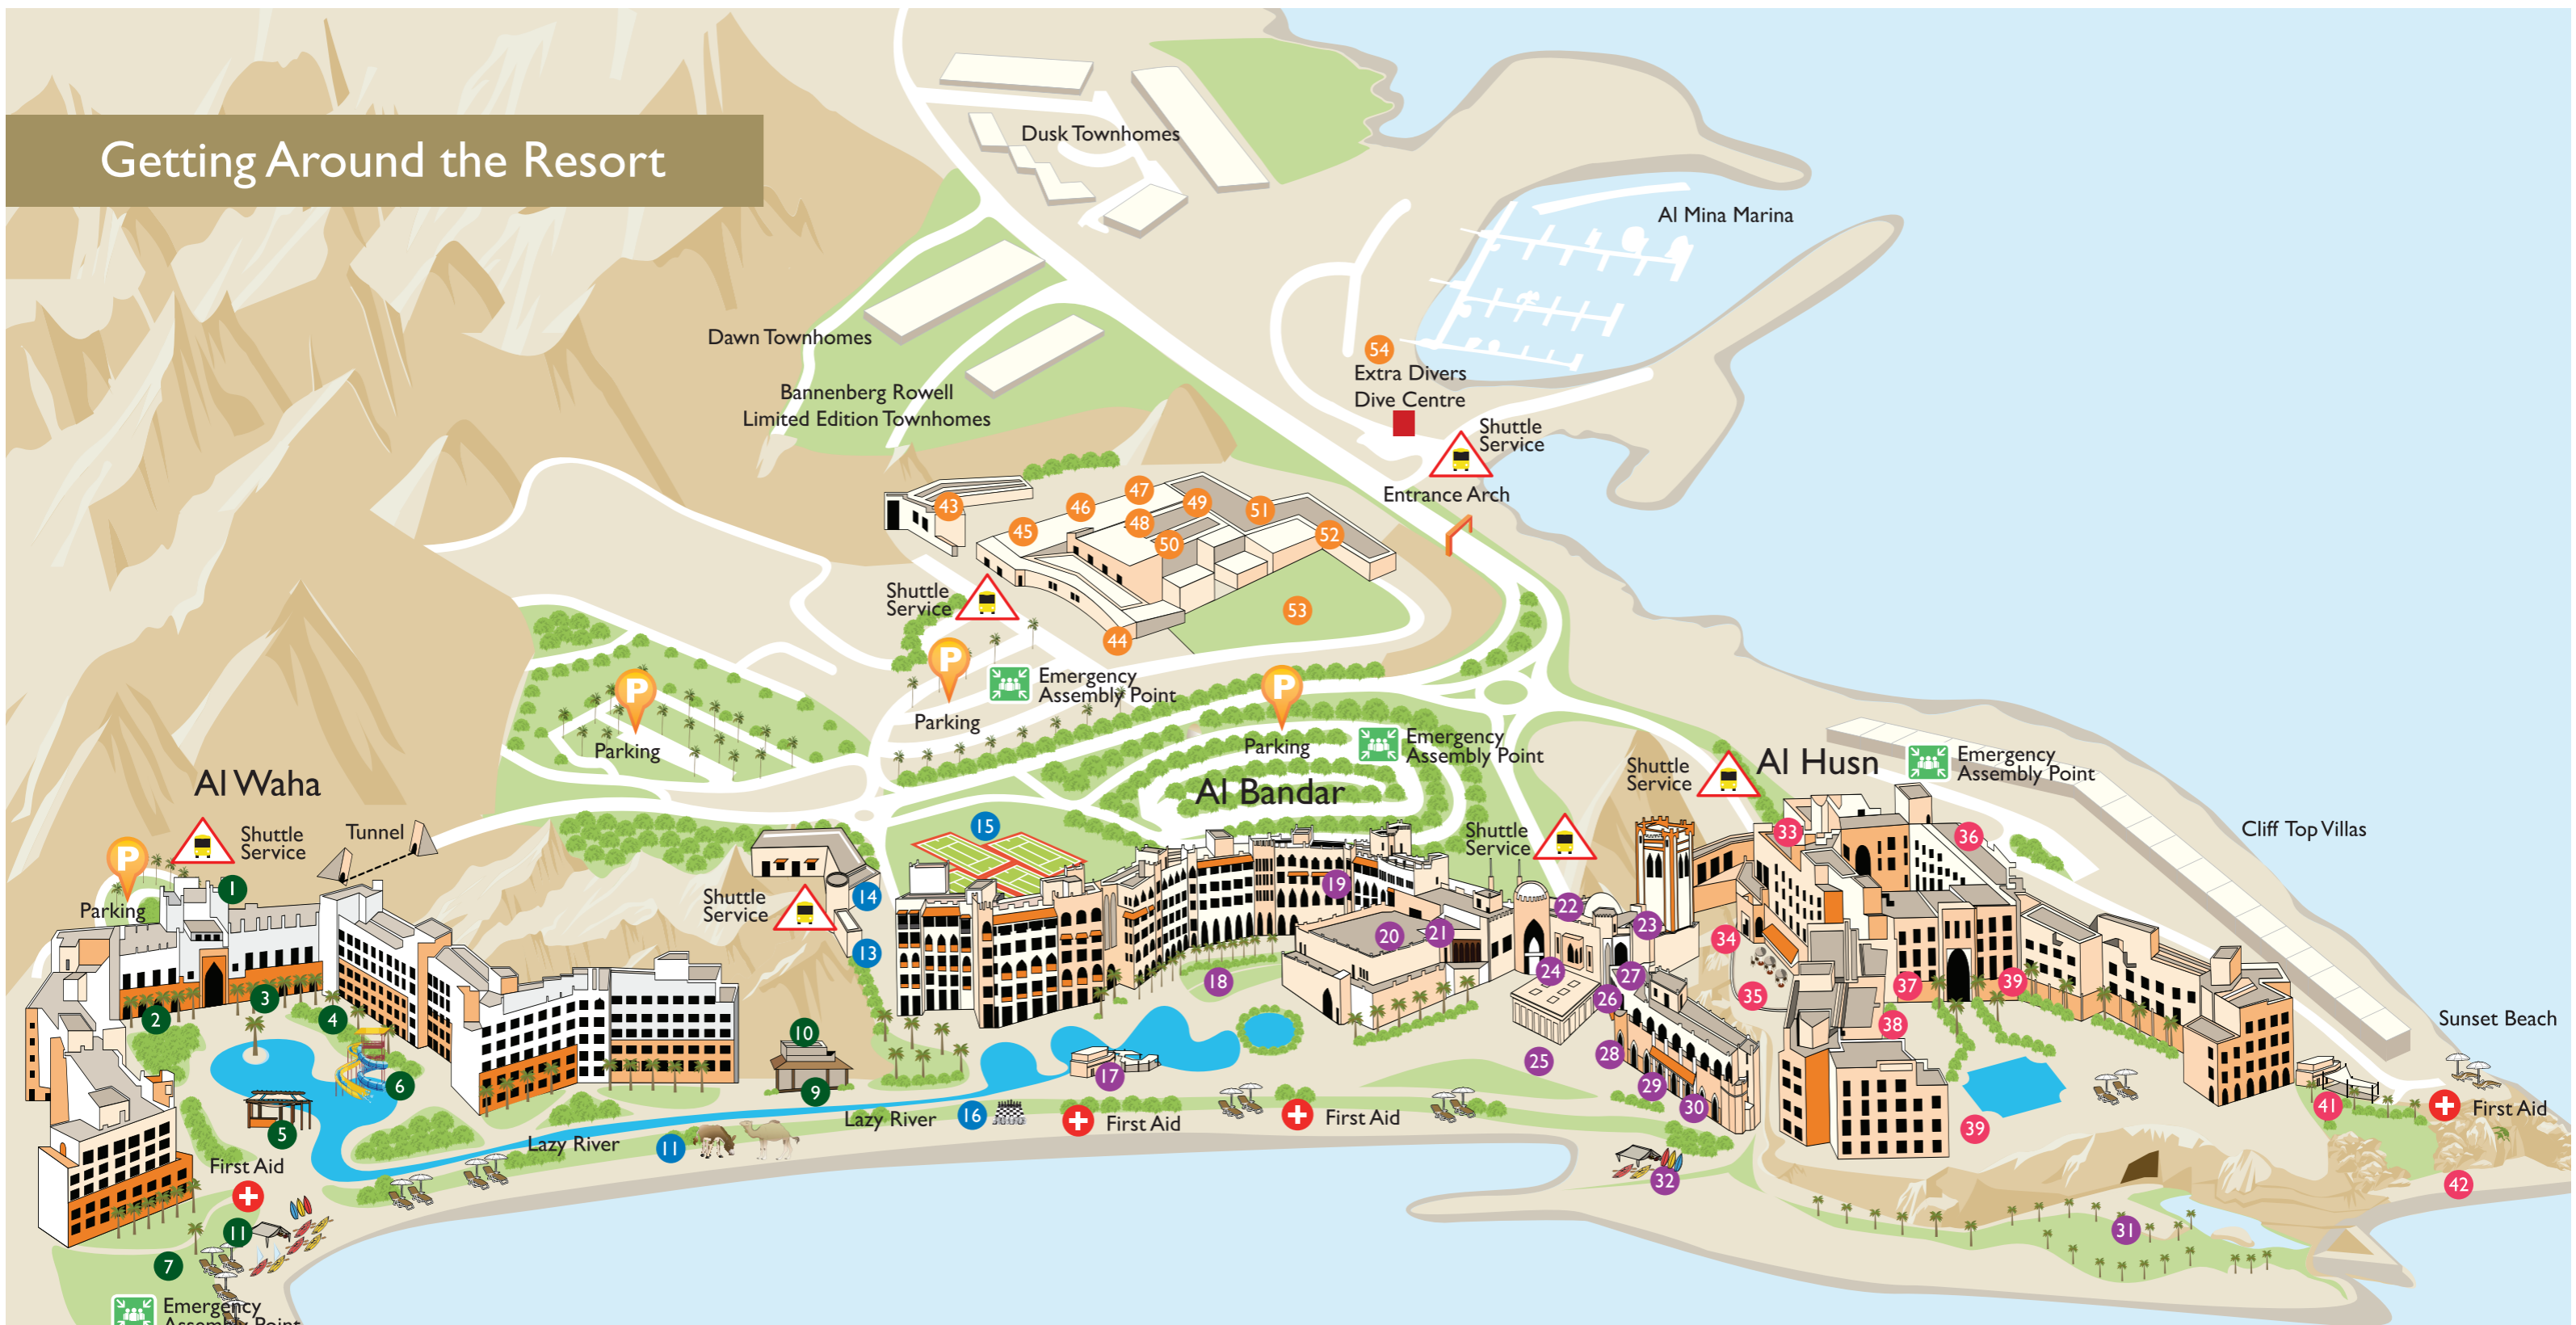 Getting Around the Resort
Dusk Townhomes
Al Mina Marina
Dawn Townhomes
Bannenberg Rowell
Limited Edition Townhomes
54
Extra Divers
Dive Centre
Shuttle
Service
Entrance Arch
43
45
46
47
48
49
50
51
52
53
44
Shuttle
Service
P
Parking
Emergency
Assembly Point
P
Parking
P
Parking
Emergency
Assembly Point
Al Bandar
Al Waha
Shuttle
Service
Tunnel
P
Parking
Shuttle
Service
Al Husn
Emergency
Assembly Point
Shuttle
Service
Cliff Top Villas
Sunset Beach
Shuttle
Service
1
2
3
4
5
6
First Aid
11
7
Emergency
Assembly Point
Lazy River
11
10
9
Lazy River
16
15
14
13
17
First Aid
First Aid
18
19
20
21
22
23
24
25
26
27
28
29
30
32
31
33
34
35
36
37
38
39
39
41
First Aid
42